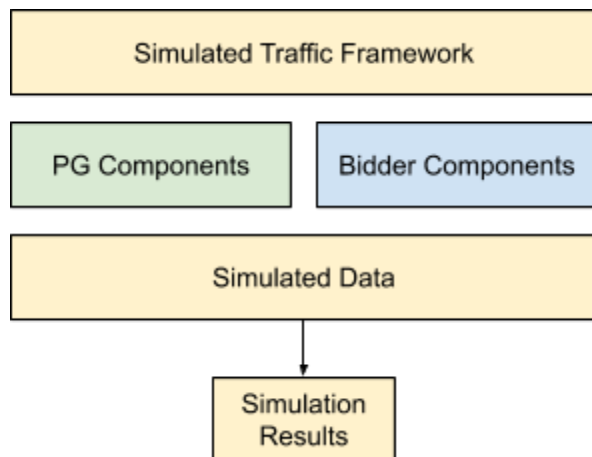 Simulated Traffic Framework
PG Components
Bidder Components
Simulated Data
Simulation
Results